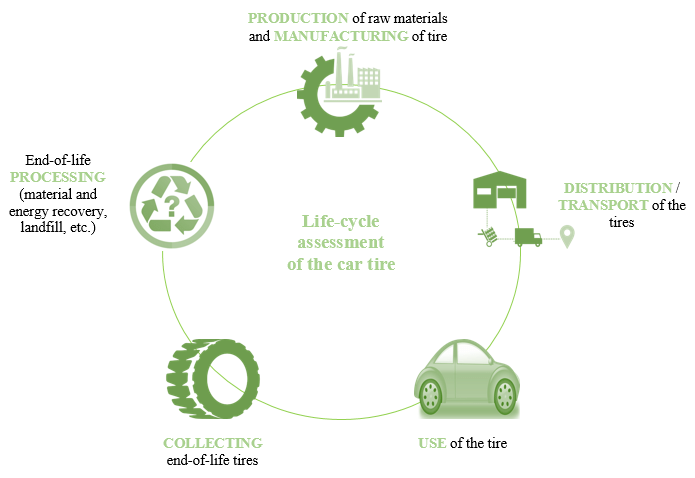 PRODUCTION of raw materials
and MANUFACTURING of tire
End-of-life
PROCESSING
(material and
energy recovery,
landfill, etc.)
?
DISTRIBUTION /
TRANSPORT of the
tires
Life-cycle
assessment
of the car tire
COLLECTING
end-of-life tires
USE of the tire